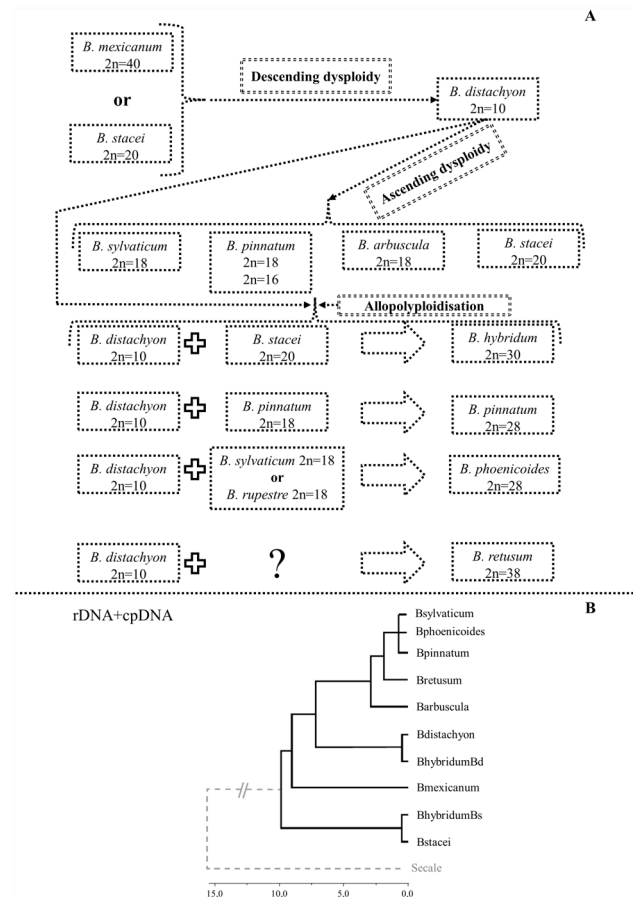 A
B. mexicanum
2n=40
or
B. stacei
2n=20
Descending dysploidy
B. distachyon
2n=10
Ascending dysploidy
B. sylvaticum
2n=18
B. pinnatum
2n=18
2n=16
B. arbuscula
2n=18
B. stacei
2n=20
Allopolyploidisation
B. distachyon
2n=10
B. stacei
2n=20
B. hybridum
2n=30
B. distachyon
2n=10
B. pinnatum
2n=18
B. pinnatum
2n=28
B. distachyon
2n=10
B. sylvaticum 2n=18
or
B. rupestre 2n=18
B. phoenicoides
2n=28
B. distachyon
2n=10
?
B. retusum
2n=38
rDNA+cpDNA
B
Bsylvaticum
Bphoenicoides
Bpinnatum
Bretusum
Barbuscula
Bdistachyon
BhybridumBd
Bmexicanum
BhybridumBs
Bstacei
Secale
15,0 10,0 5,0 0,0